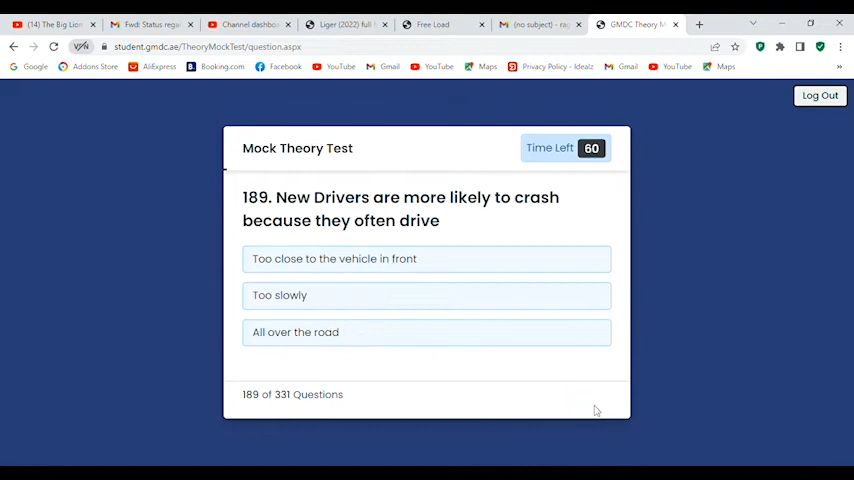 (14) The Big Lion
Fwd: Status rega
Channel dashboa
Liger (2022) full
Free Load
(no subject) - rag
GMDC Theory M
VPN
student.gmdc.ae/TheoryMockTest/question.aspx
Google
Addons Store
AliExpress
Booking.com
Facebook
YouTube
Gmail
YouTube
Maps
Privacy Policy - Idealz
Gmail
YouTube
Maps
Log Out
Mock Theory Test
Time Left 60
189. New Drivers are more likely to crash
because they often drive
Too close to the vehicle in front
Too slowly
All over the road
189 of 331 Questions